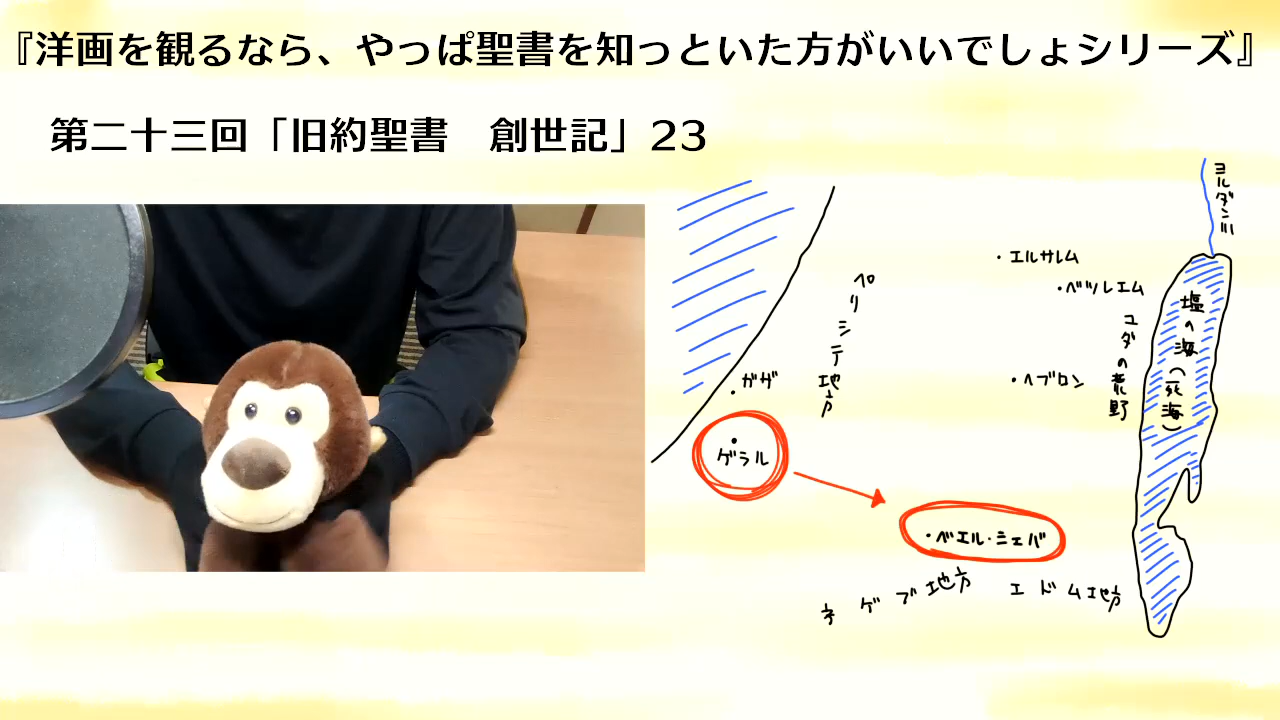 『洋画を観るなら、やっぱ聖書を知っといた方がいいでしょシリーズ』
第二十三回「旧約聖書　創世記」23
ヨルダン川
・エルサレム
・ベツレエム
塩の海(死海)
ユダの荒野
ペリシテ地方
・ガザ
・ヘブロン
・ゲラル
・ベエル・シェバ
ネゲブ地方
エドム地方